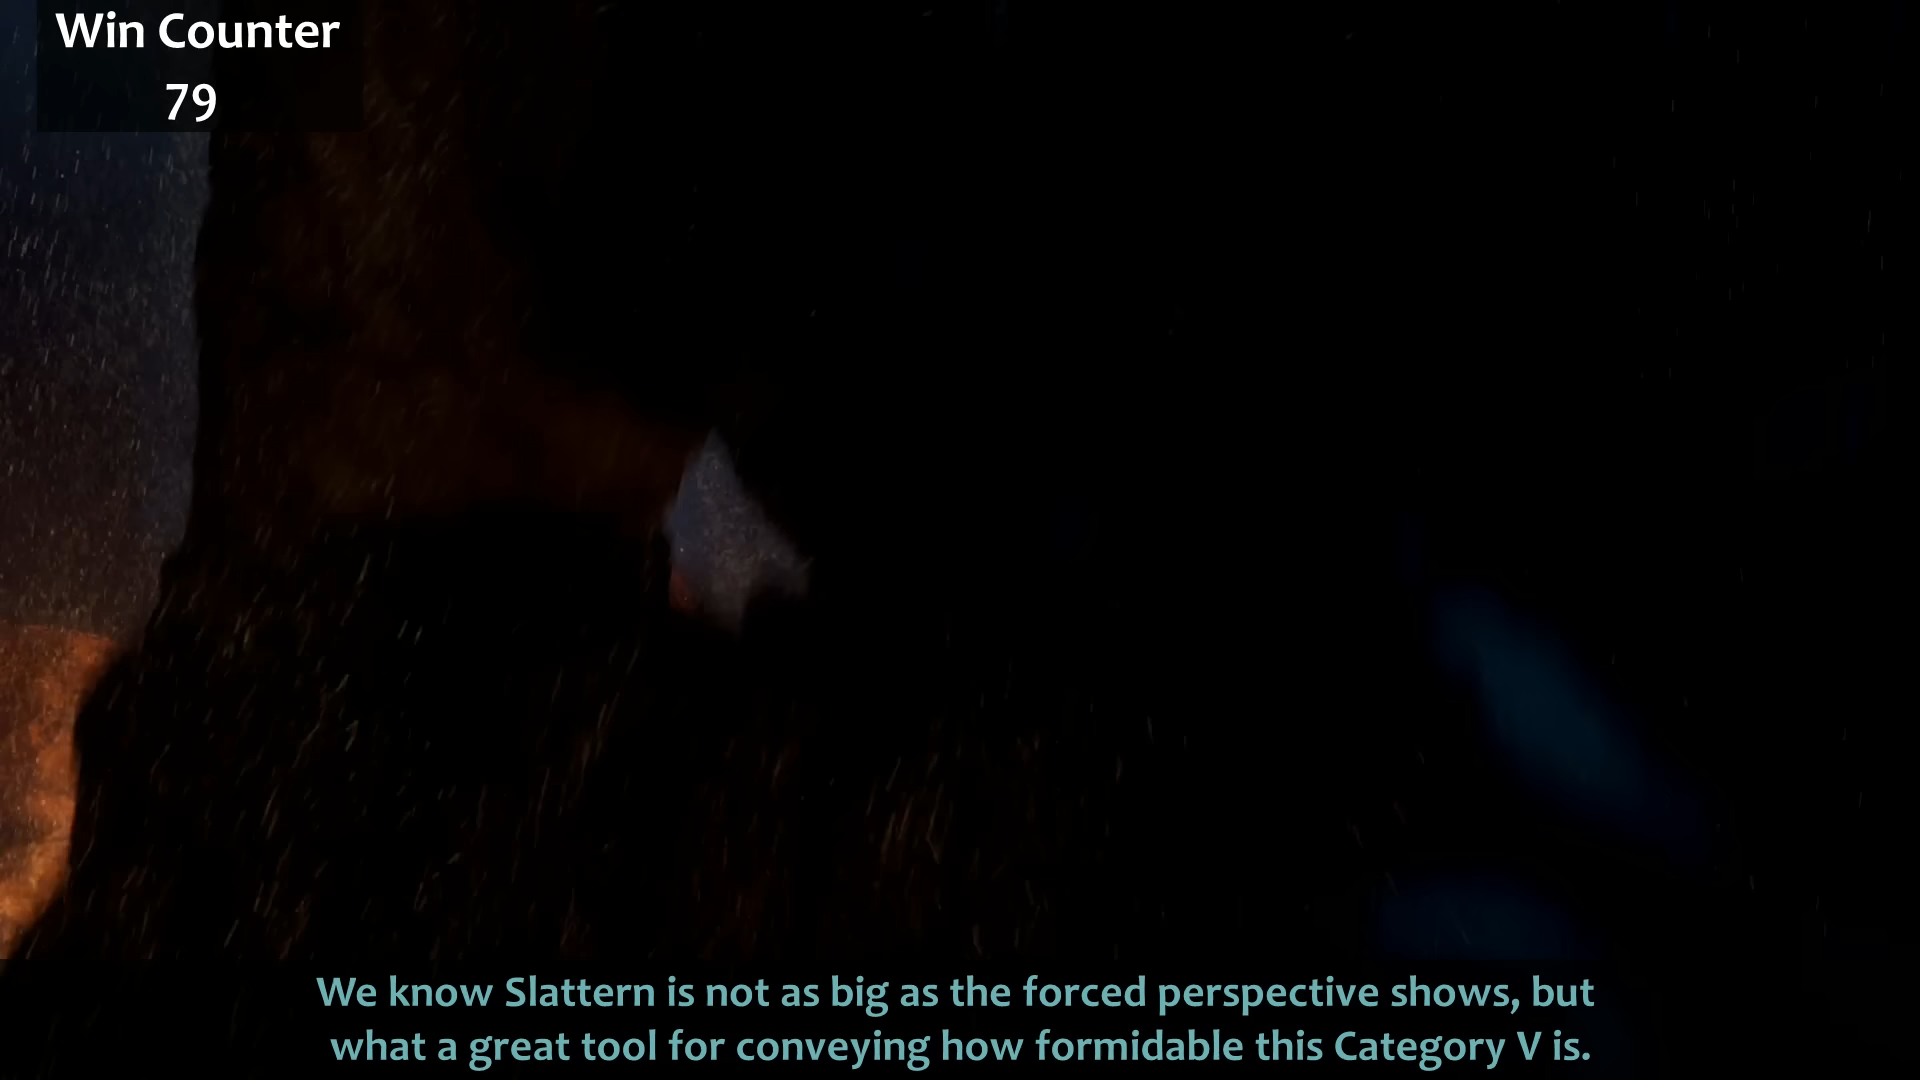 Win Counter
79
We know Slattern is not as big as the forced perspective shows, but
what a great tool for conveying how formidable this Category V is.